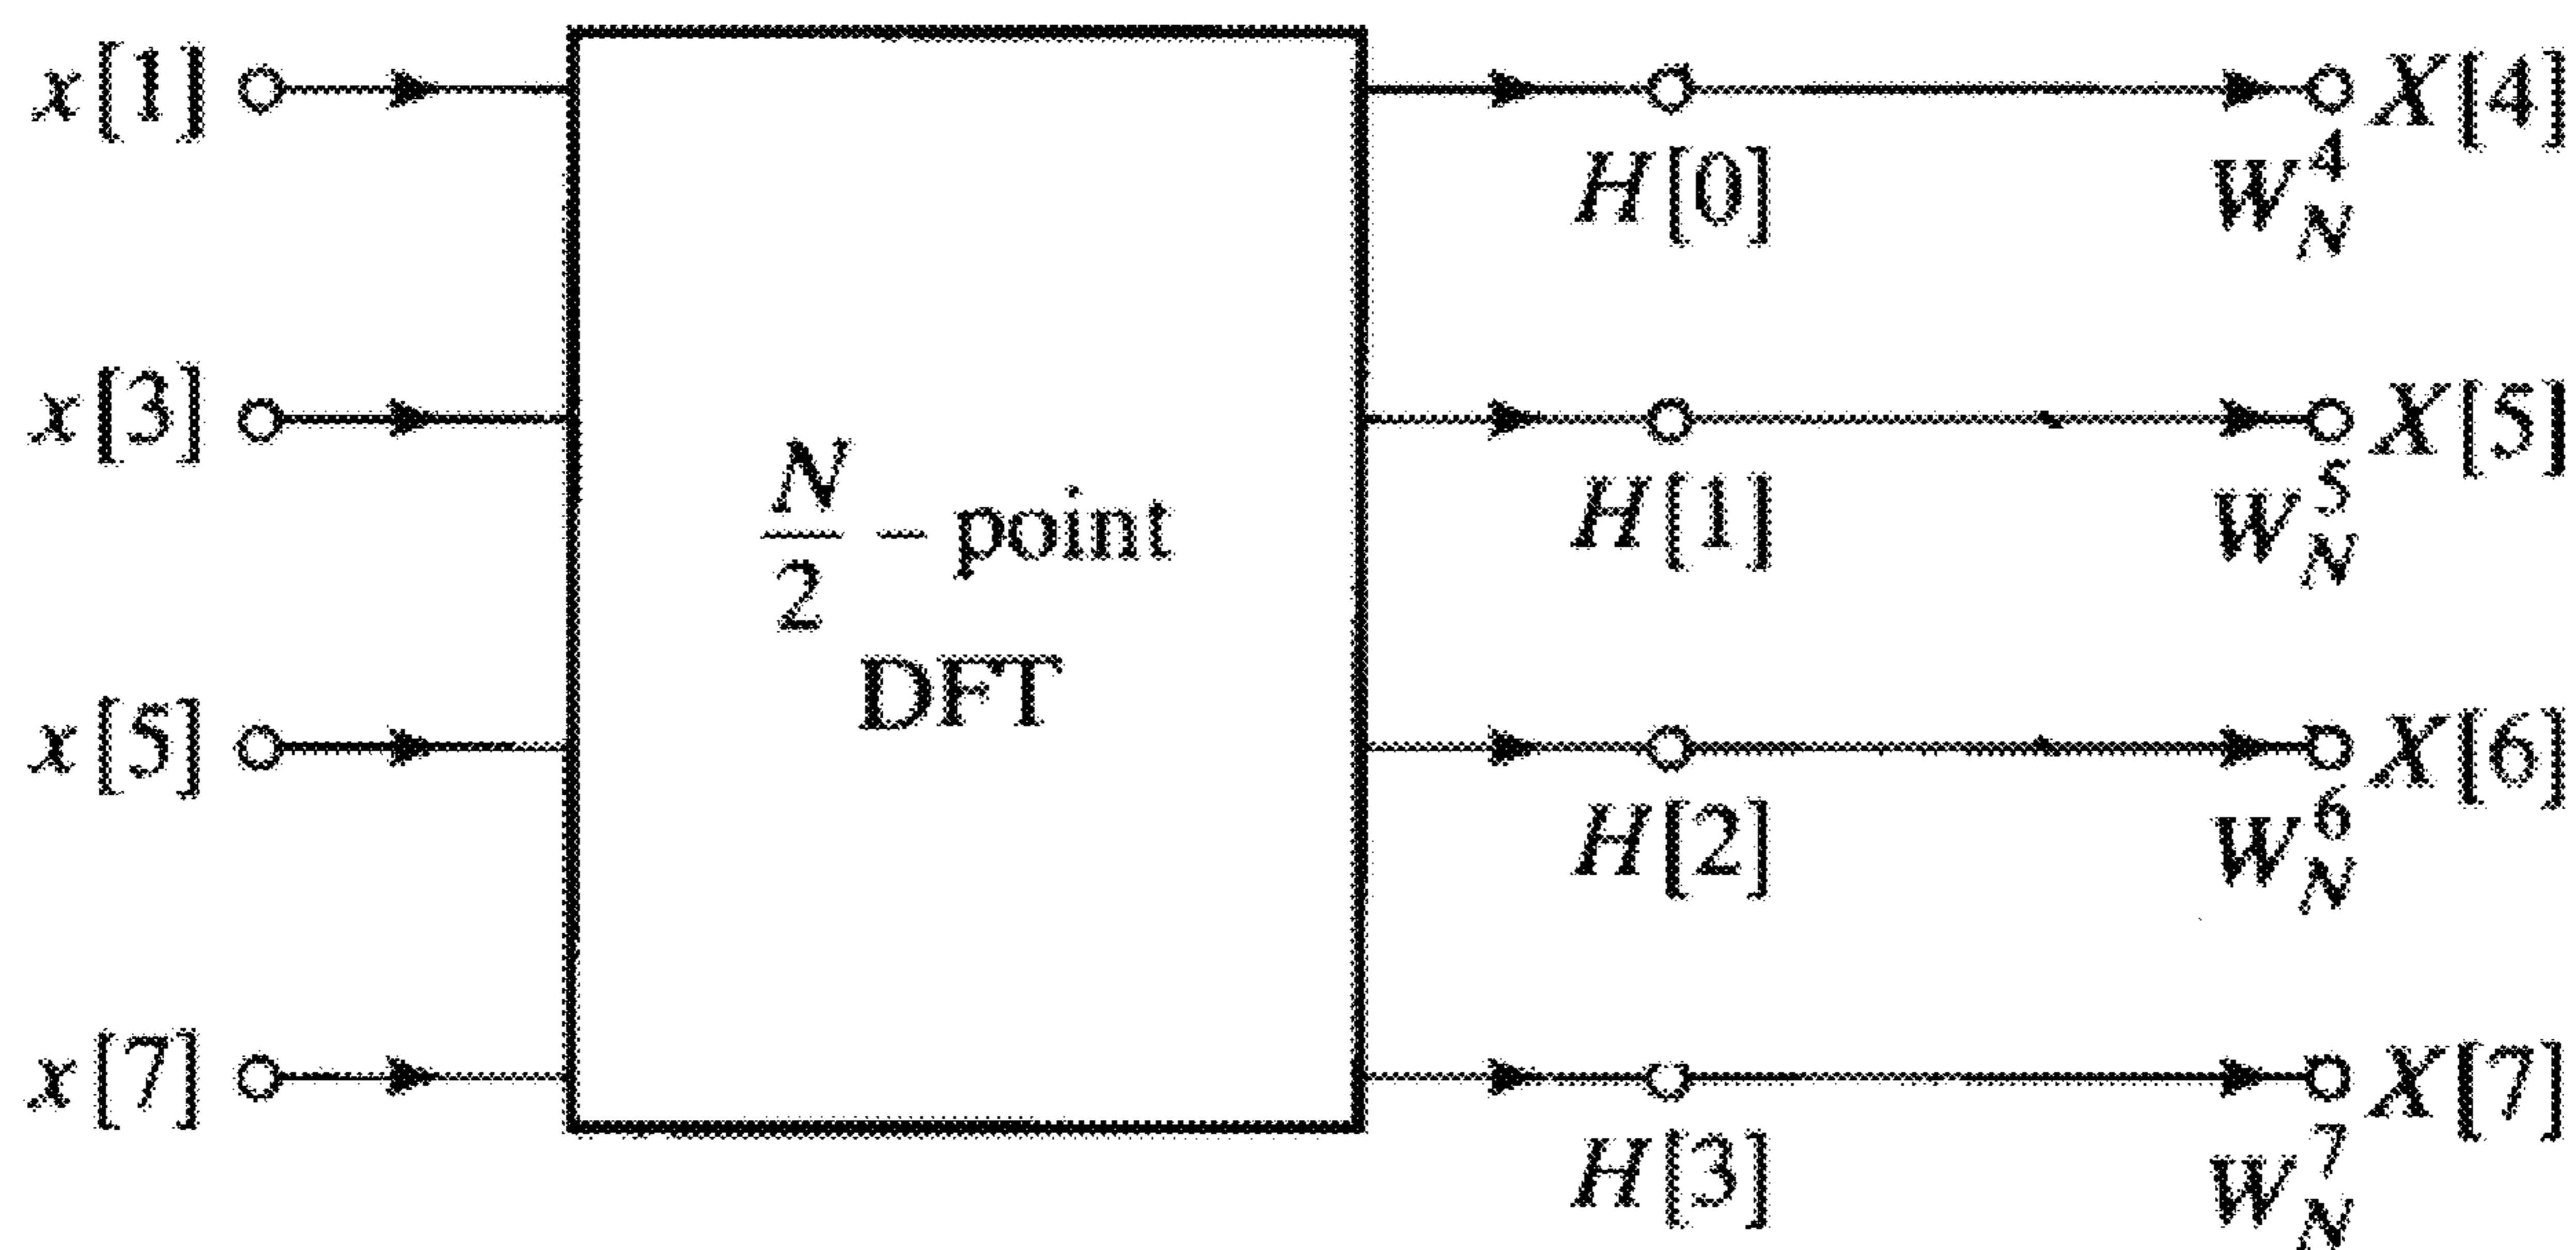 x[1]
X[4]
H[0]
W_N^4
x[3]
X[5]
N/2 – point
DFT
H[1]
W_N^5
x[5]
X[6]
H[2]
W_N^6
x[7]
X[7]
H[3]
W_N^7